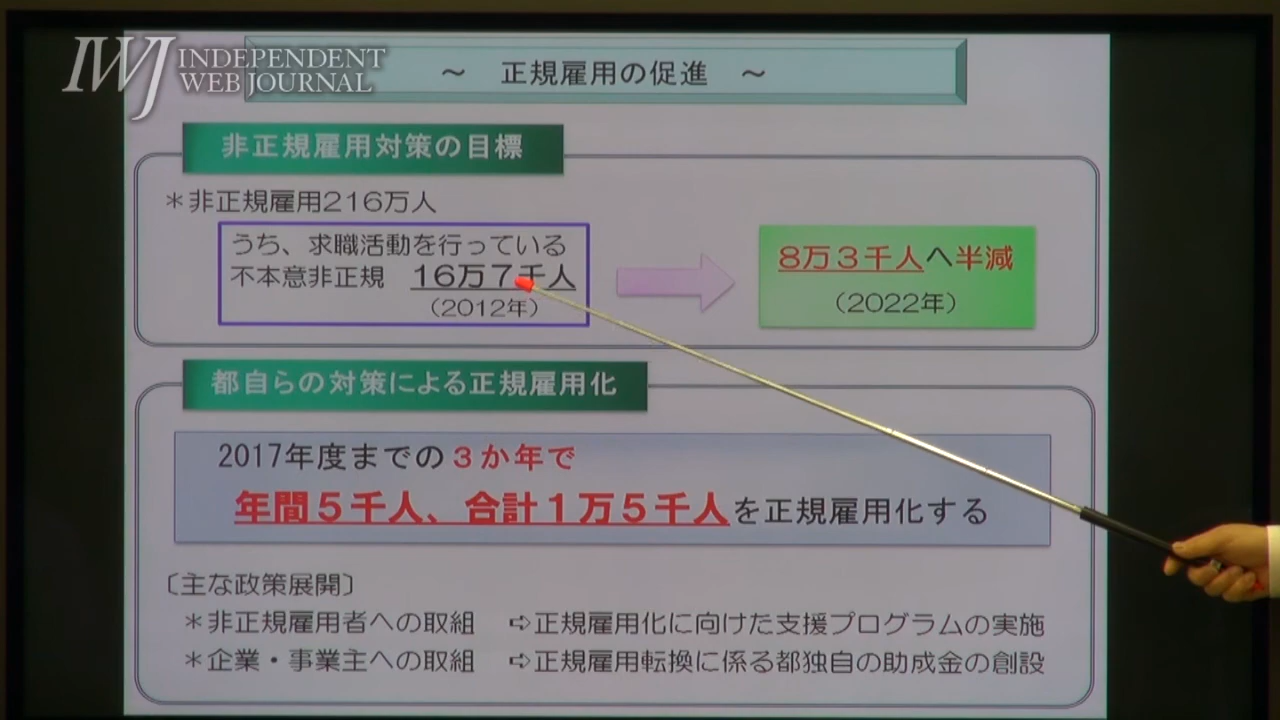 IWJ INDEPENDENT
WEB JOURNAL
～ 正規雇用の促進 ～
非正規雇用対策の目標
＊非正規雇用216万人
うち、求職活動を行っている
不本意非正規 16万7千人
（2012年）
8万3千人へ半減
（2022年）
都自らの対策による正規雇用化
2017年度までの3か年で
年間5千人、合計1万5千人を正規雇用化する
〔主な政策展開〕
＊非正規雇用者への取組 ⇨正規雇用化に向けた支援プログラムの実施
＊企業・事業主への取組 ⇨正規雇用転換に係る都独自の助成金の創設